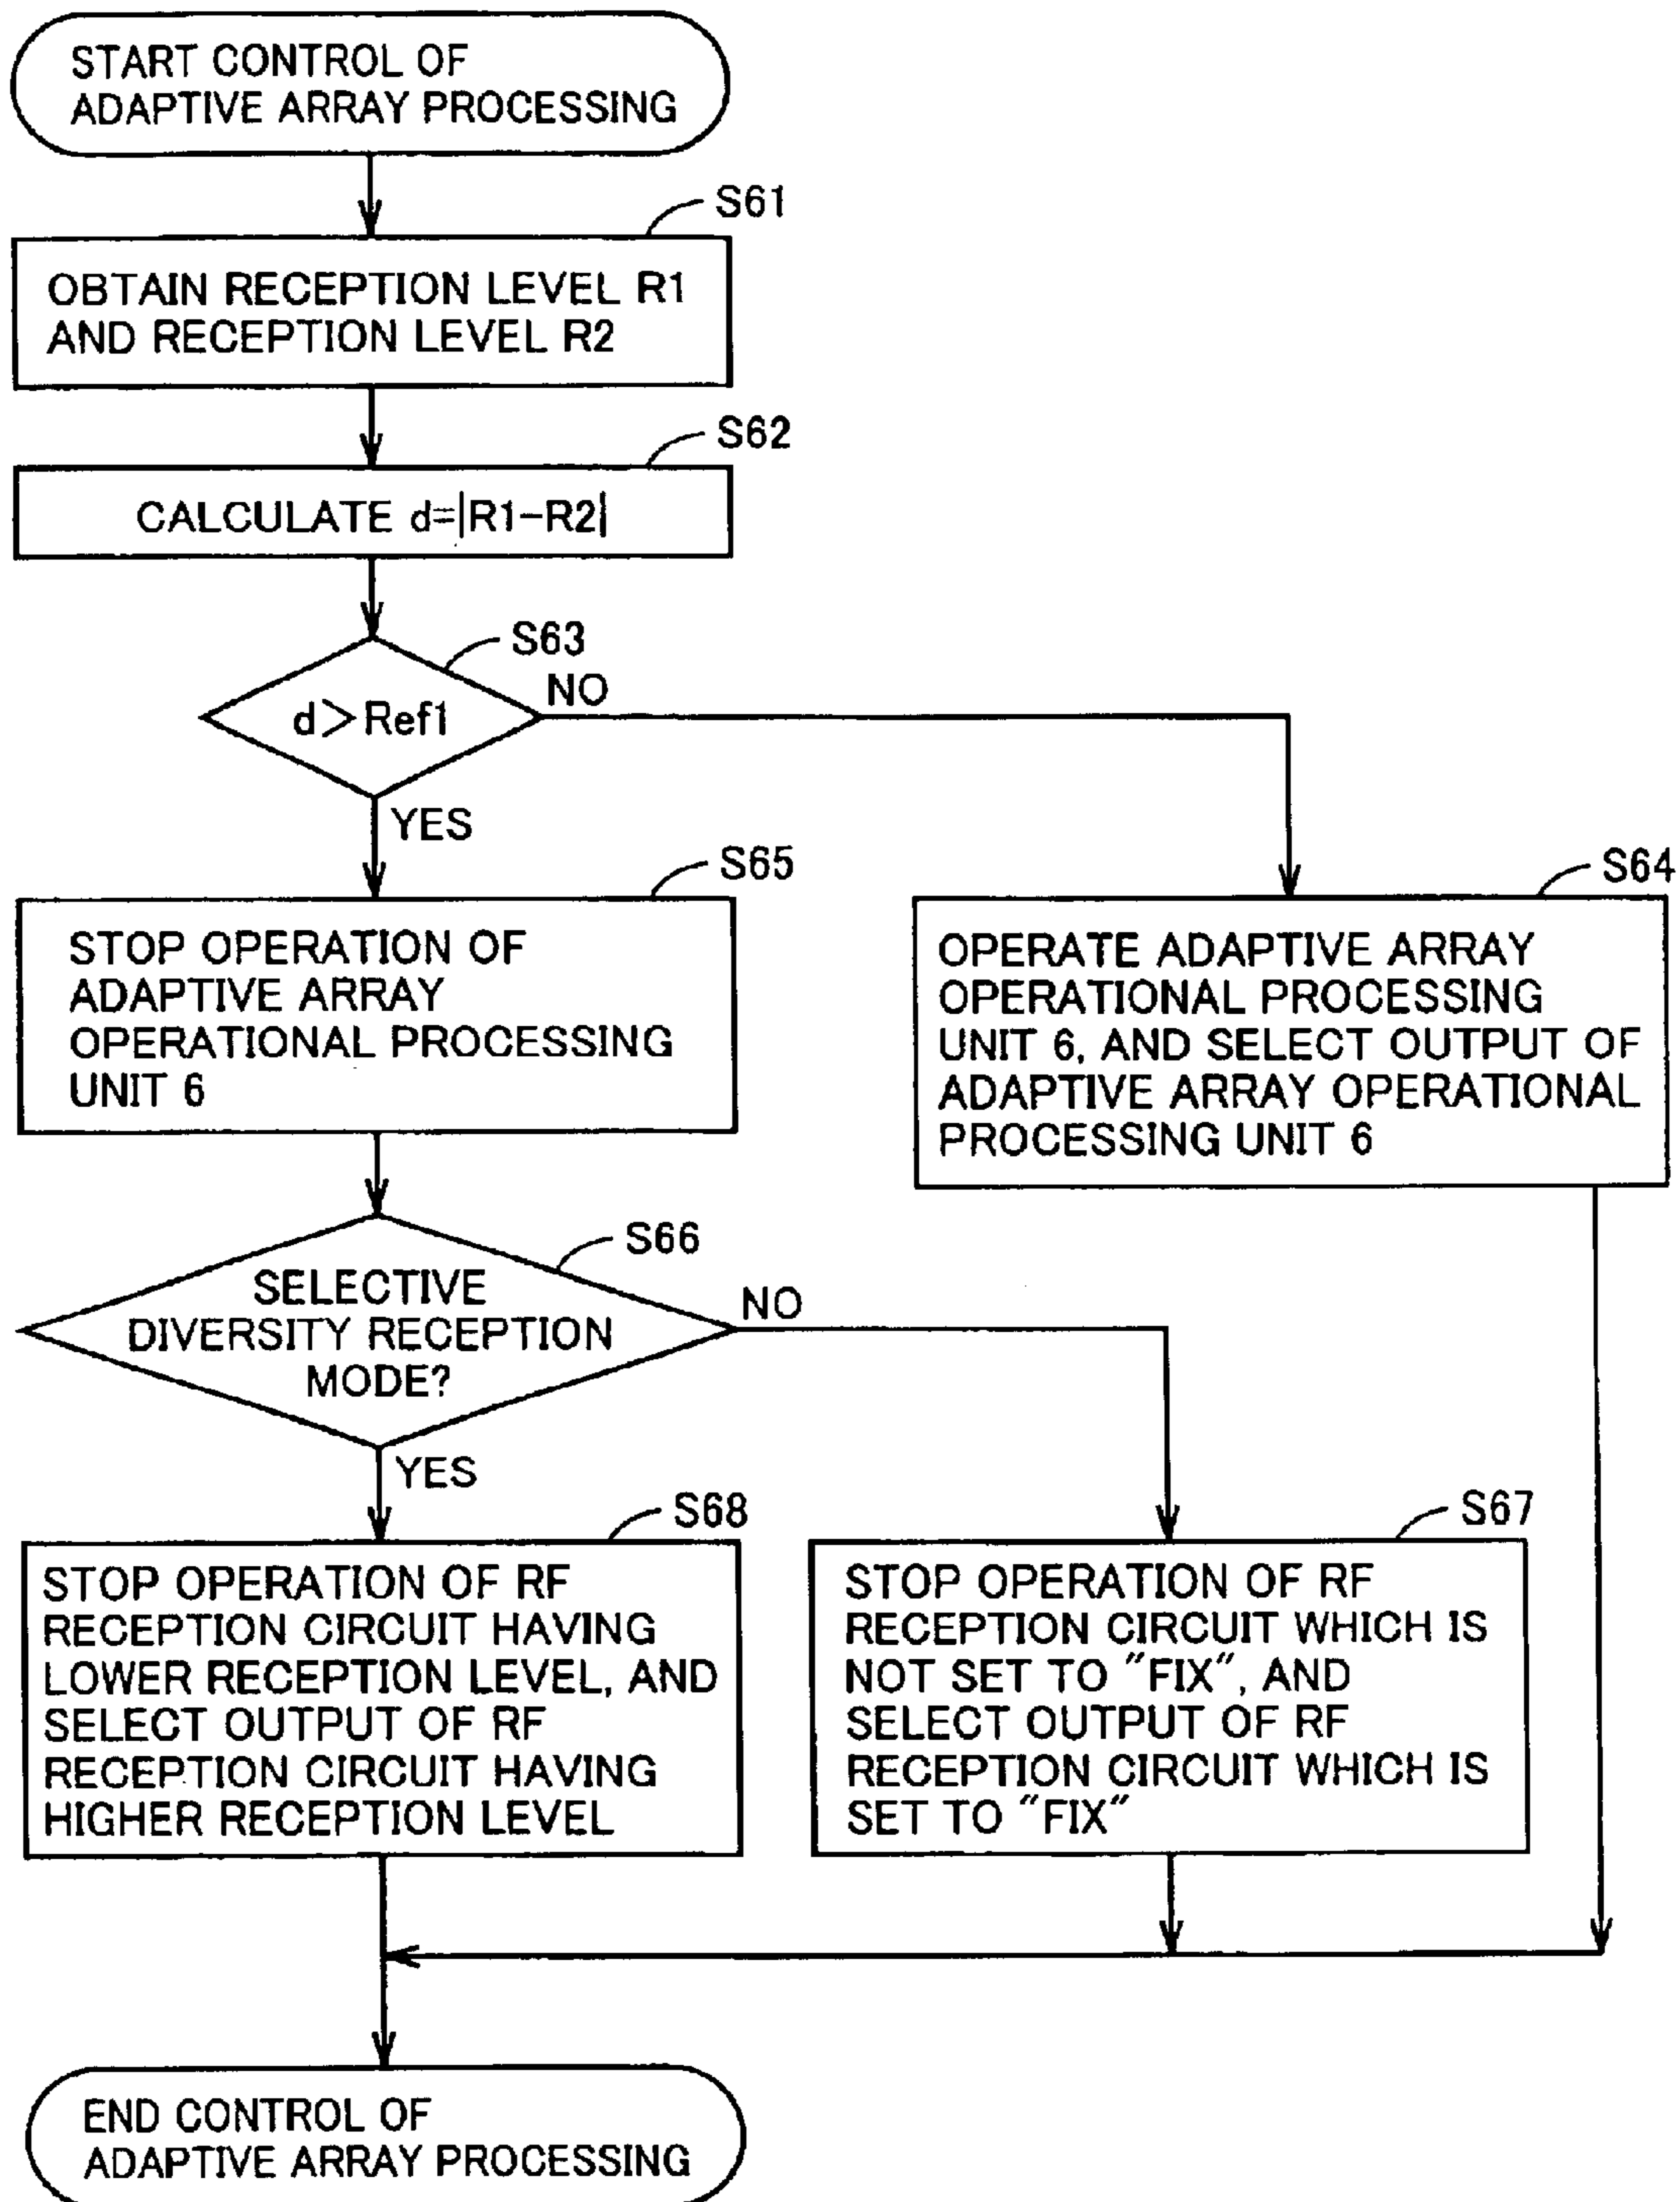 START CONTROL OF
ADAPTIVE ARRAY PROCESSING
S61
OBTAIN RECEPTION LEVEL R1
AND RECEPTION LEVEL R2
S62
CALCULATE d=|R1-R2|
S63
d>Ref1
NO
YES
S65
STOP OPERATION OF
ADAPTIVE ARRAY
OPERATIONAL PROCESSING
UNIT 6
S64
OPERATE ADAPTIVE ARRAY
OPERATIONAL PROCESSING
UNIT 6, AND SELECT OUTPUT OF
ADAPTIVE ARRAY OPERATIONAL
PROCESSING UNIT 6
S66
SELECTIVE
DIVERSITY RECEPTION
MODE?
NO
YES
S68
STOP OPERATION OF RF
RECEPTION CIRCUIT HAVING
LOWER RECEPTION LEVEL, AND
SELECT OUTPUT OF RF
RECEPTION CIRCUIT HAVING
HIGHER RECEPTION LEVEL
S67
STOP OPERATION OF RF
RECEPTION CIRCUIT WHICH IS
NOT SET TO "FIX", AND
SELECT OUTPUT OF RF
RECEPTION CIRCUIT WHICH IS
SET TO "FIX"
END CONTROL OF
ADAPTIVE ARRAY PROCESSING